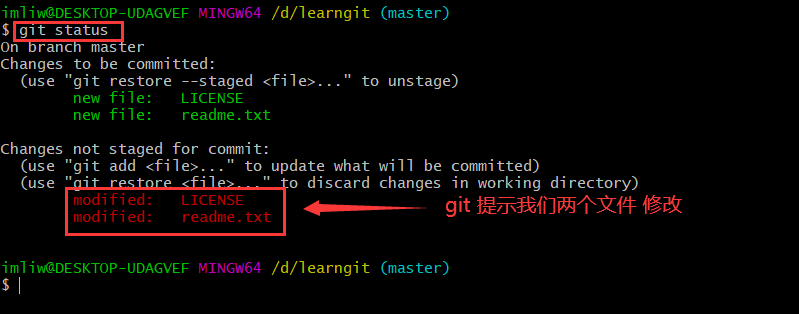 imliw@DESKTOP-UDAGVEF MINGW64 /d/learngit (master)
$ git status
On branch master
Changes to be committed:
  (use "git restore --staged <file>..." to unstage)
        new file:   LICENSE
        new file:   readme.txt

Changes not staged for commit:
  (use "git add <file>..." to update what will be committed)
  (use "git restore <file>..." to discard changes in working directory)
        modified:   LICENSE
        modified:   readme.txt
git 提示我们两个文件 修改

imliw@DESKTOP-UDAGVEF MINGW64 /d/learngit (master)
$